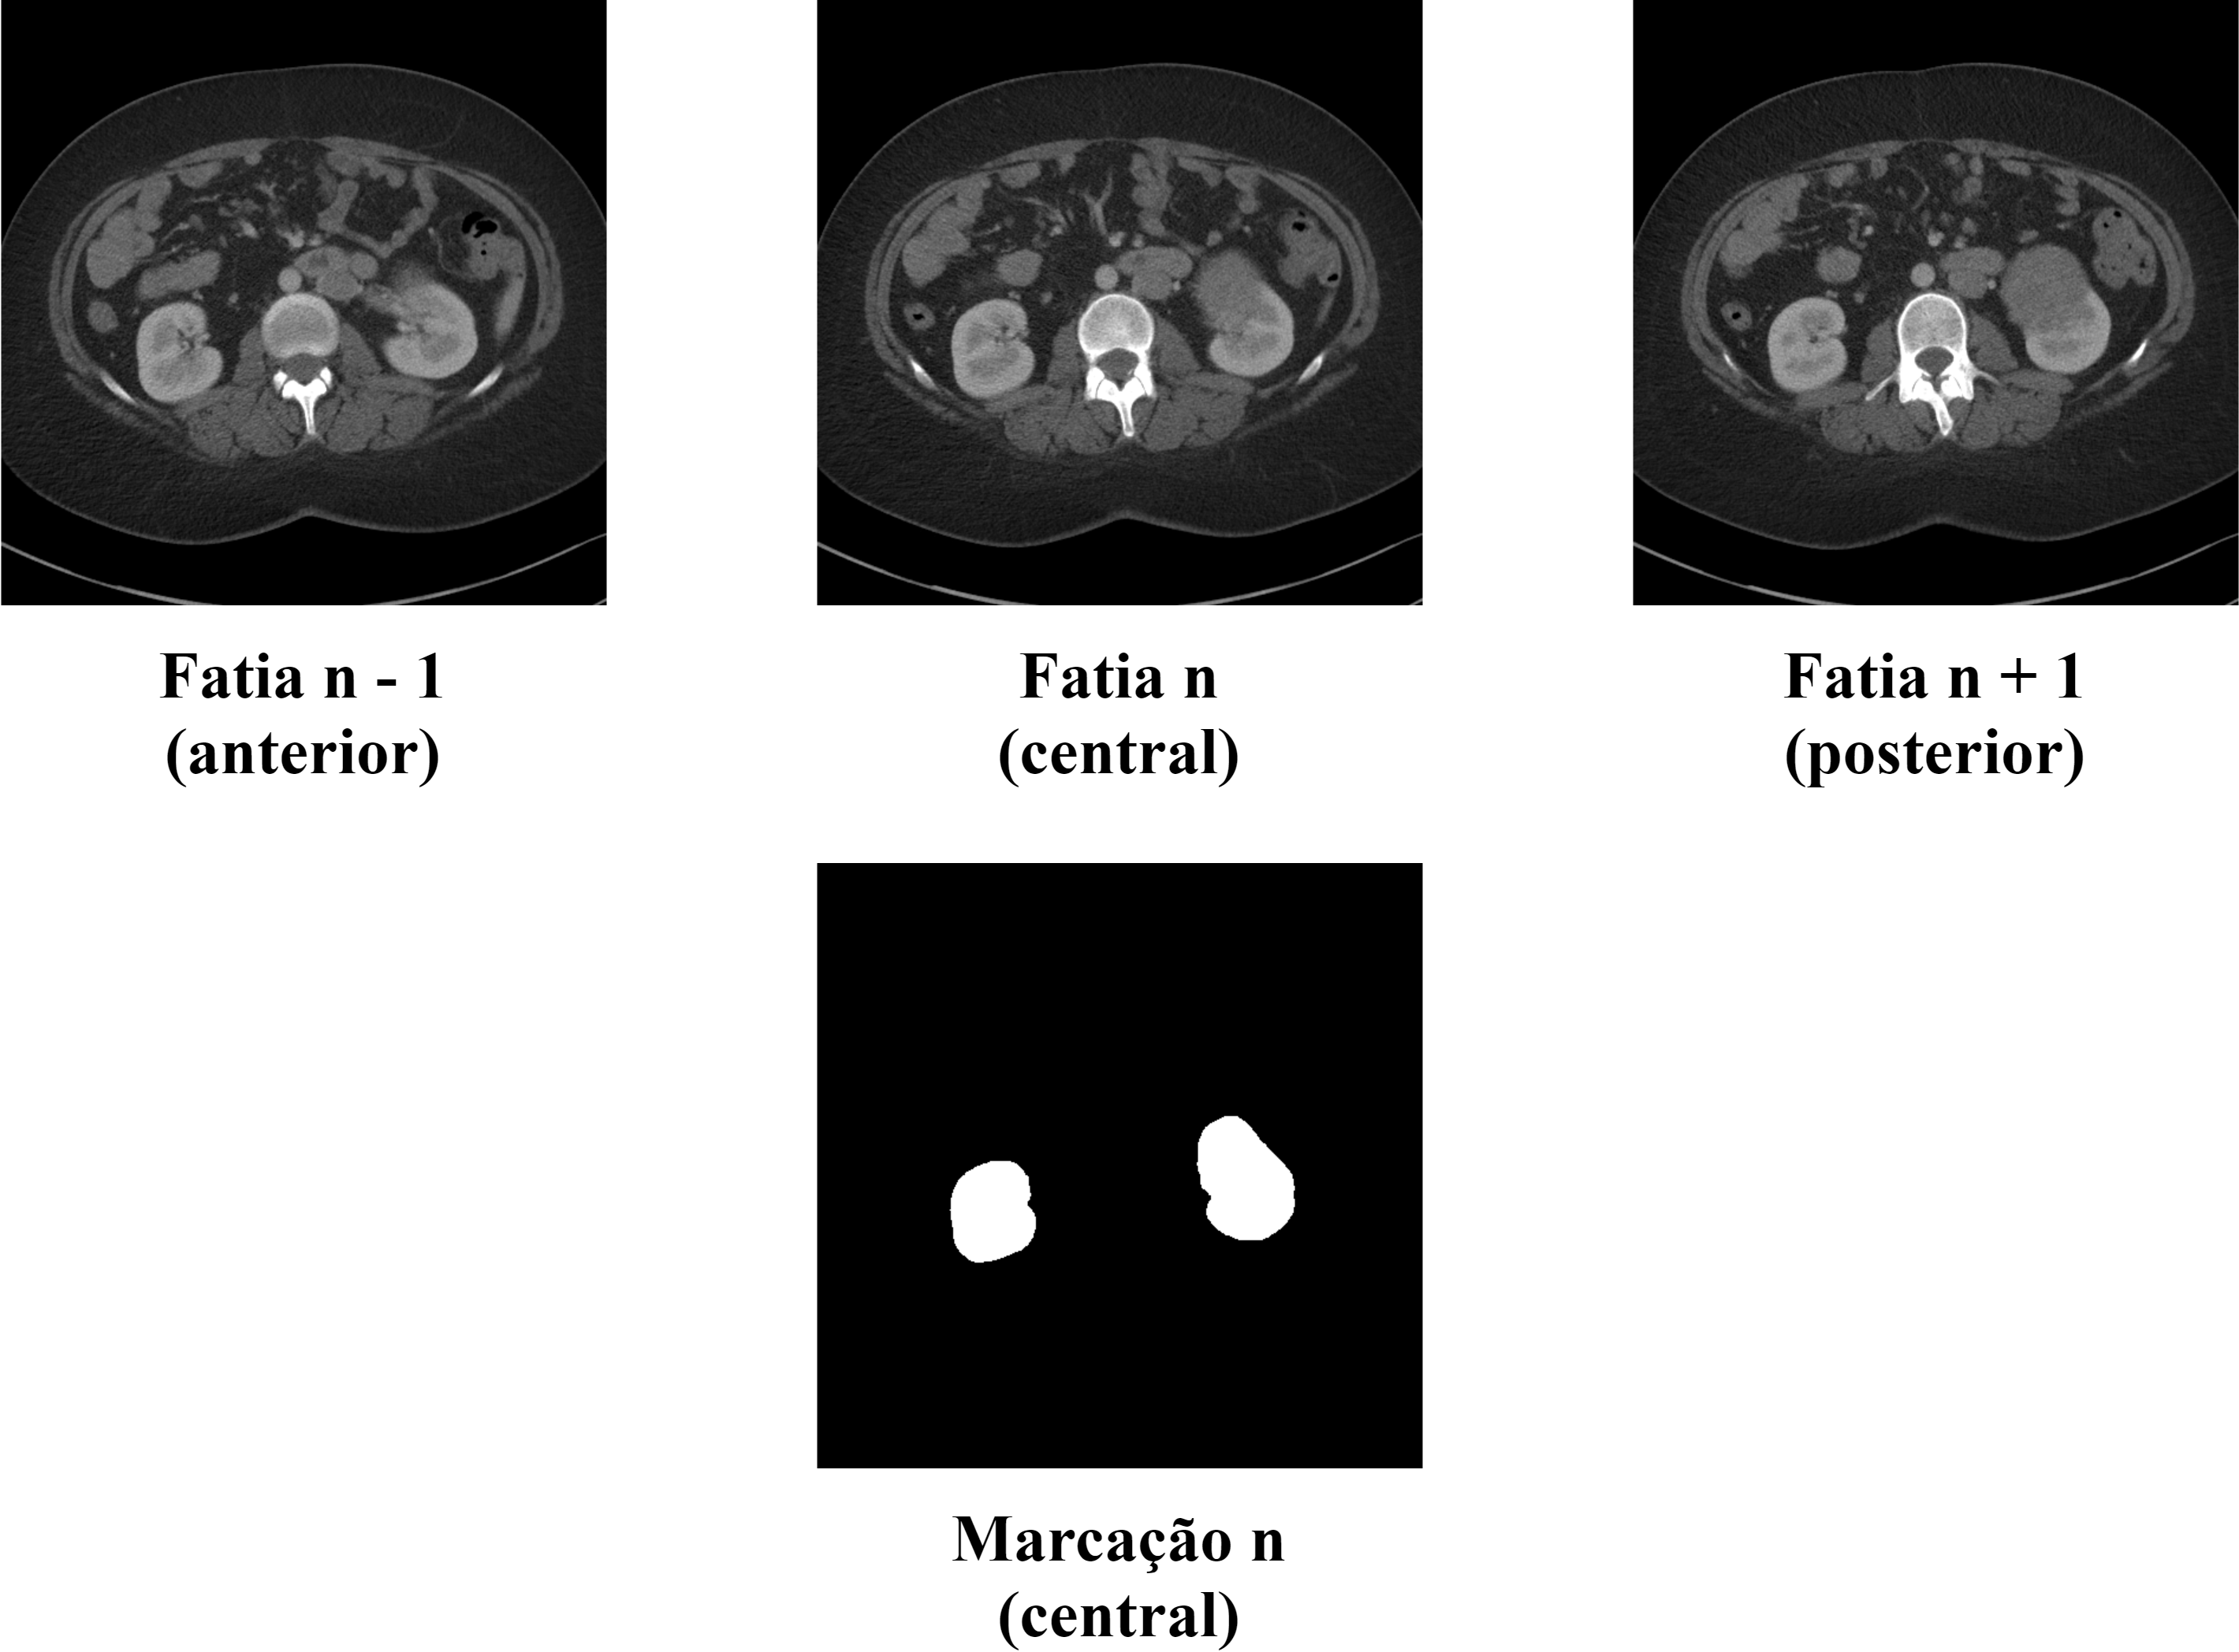 Fatia n - 1
(anterior)
Fatia n
(central)
Fatia n + 1
(posterior)
Marcação n
(central)